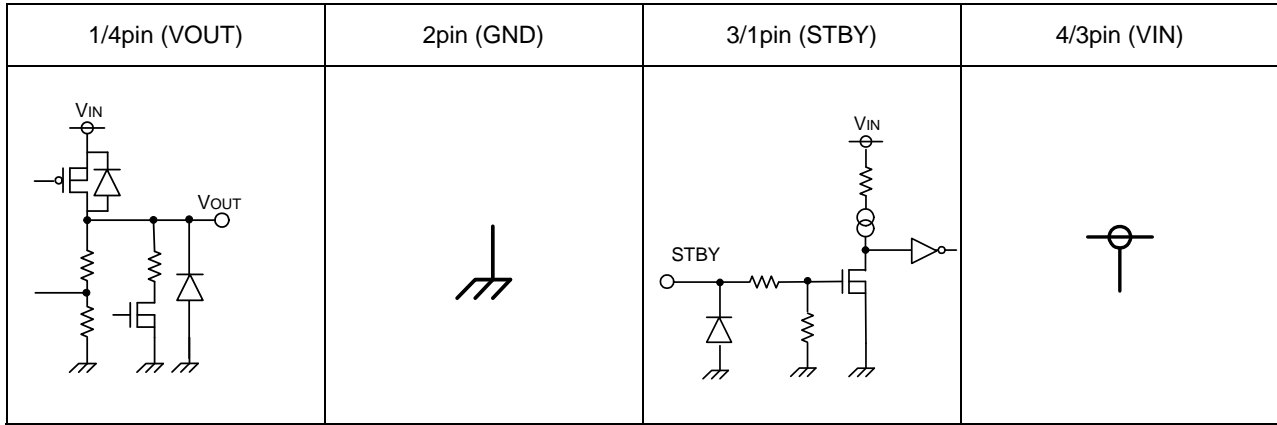 1/4pin (VOUT)
2pin (GND)
3/1pin (STBY)
4/3pin (VIN)
VIN
VOUT
VIN
STBY